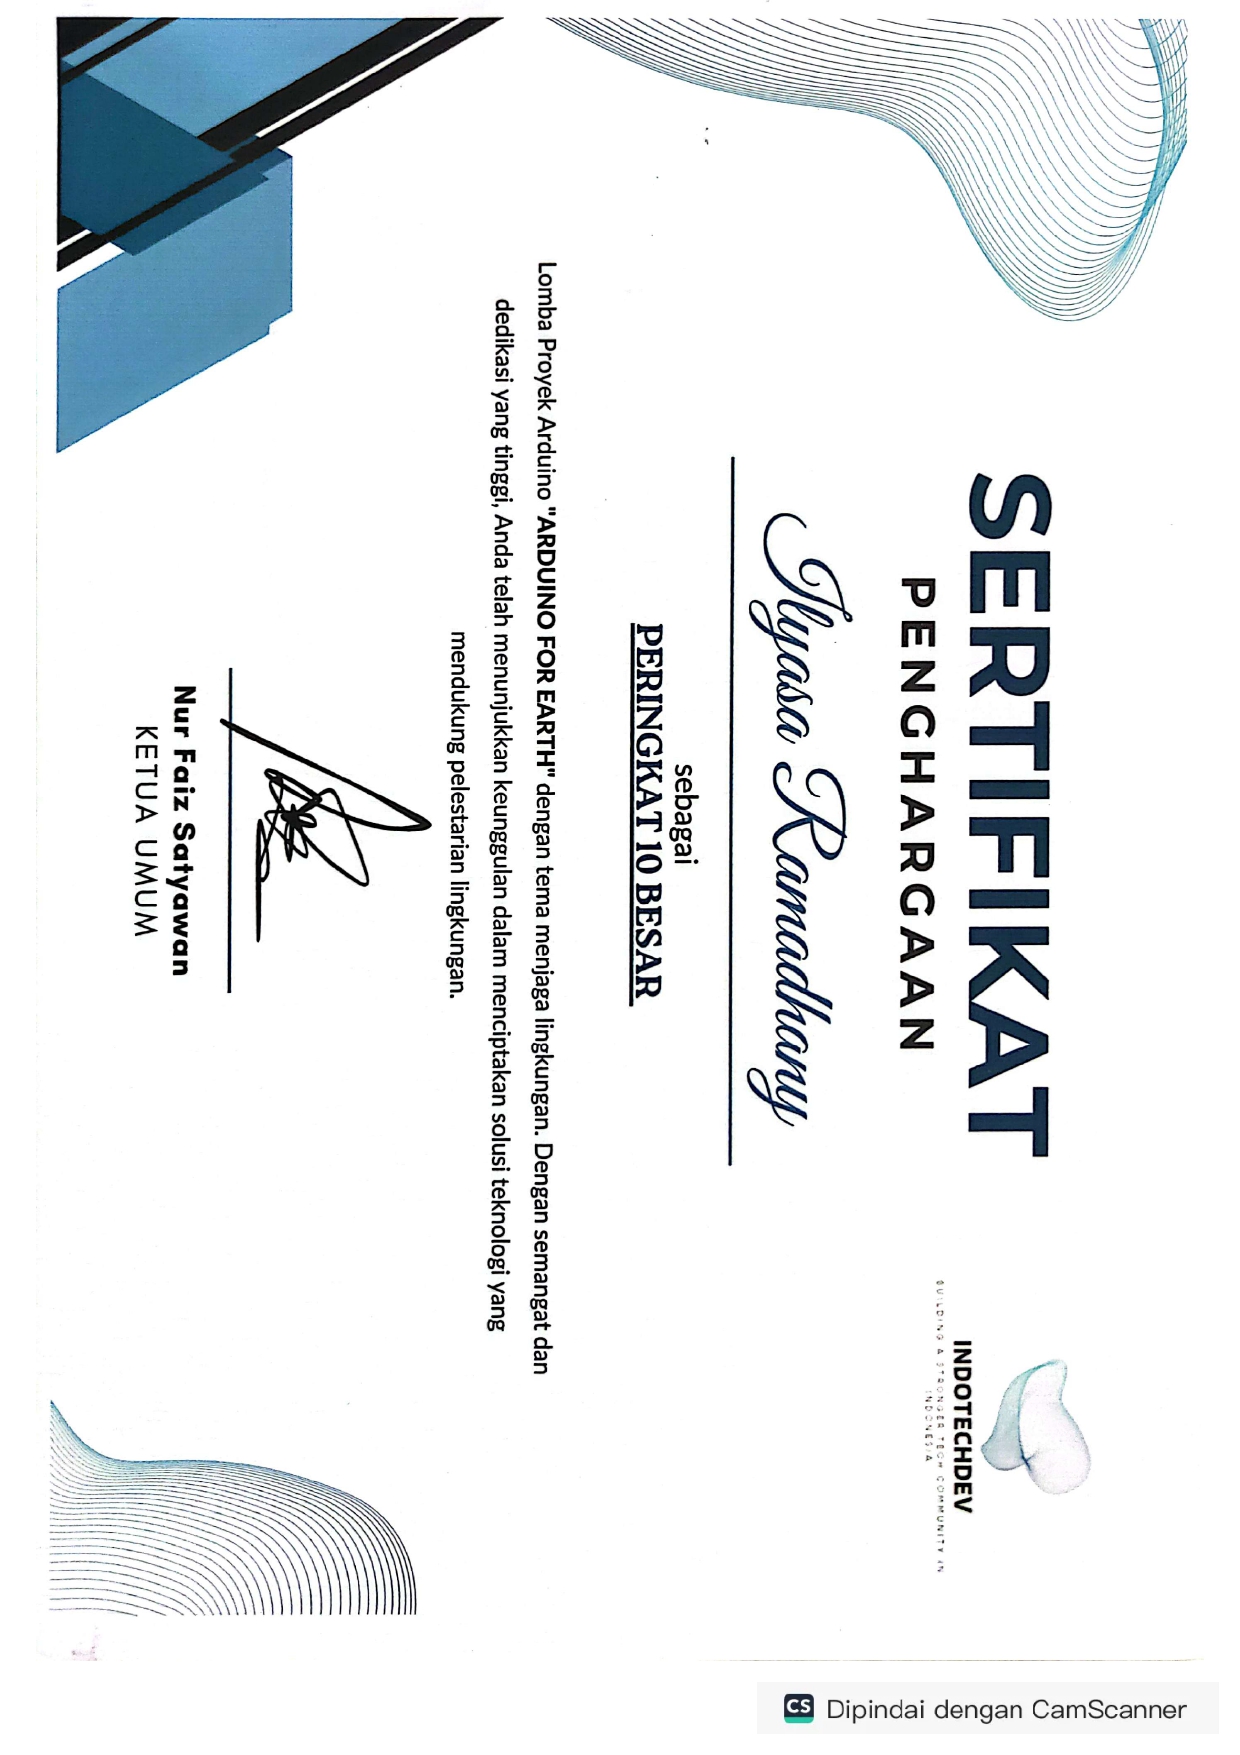 SERTIFIKAT
PENGHARGAAN
INDOTECHDEV
BUILDING A STRONGER TECH COMMUNITY IN
INDONESIA
Ilyasa Ramadhany
sebagai
PERINGKAT 10 BESAR
Lomba Proyek Arduino "ARDUINO FOR EARTH" dengan tema menjaga lingkungan. Dengan semangat dan
dedikasi yang tinggi, Anda telah menunjukkan keunggulan dalam menciptakan solusi teknologi yang
mendukung pelestarian lingkungan.
Nur Faiz Satyawan
KETUA UMUM
CS Dipindai dengan CamScanner